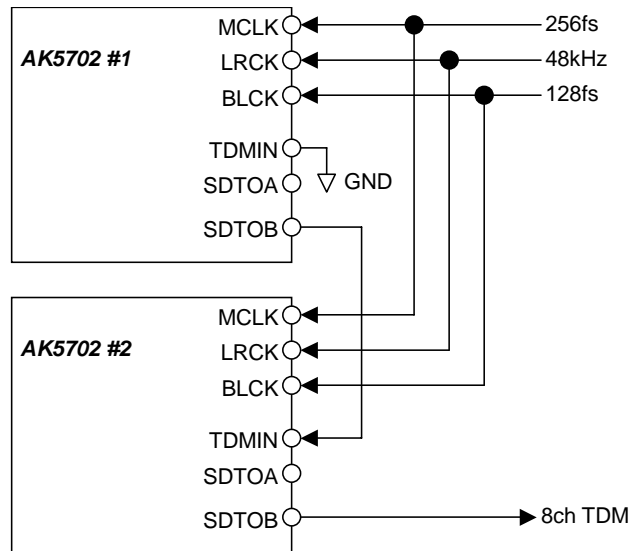 MCLK
256fs
AK5702 #1
LRCK
48kHz
BLCK
128fs
TDMIN
SDTOA
GND
SDTOB
MCLK
AK5702 #2
LRCK
BLCK
TDMIN
SDTOA
SDTOB
8ch TDM